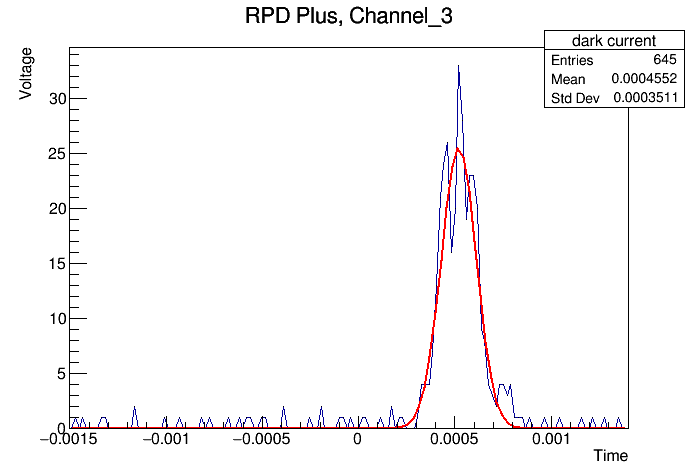 RPD Plus, Channel_3
dark current
Entries 645
Mean 0.0004552
Std Dev 0.0003511
Voltage
30
25
20
15
10
5
0
−0.0015 −0.001 −0.0005 0 0.0005 0.001
Time